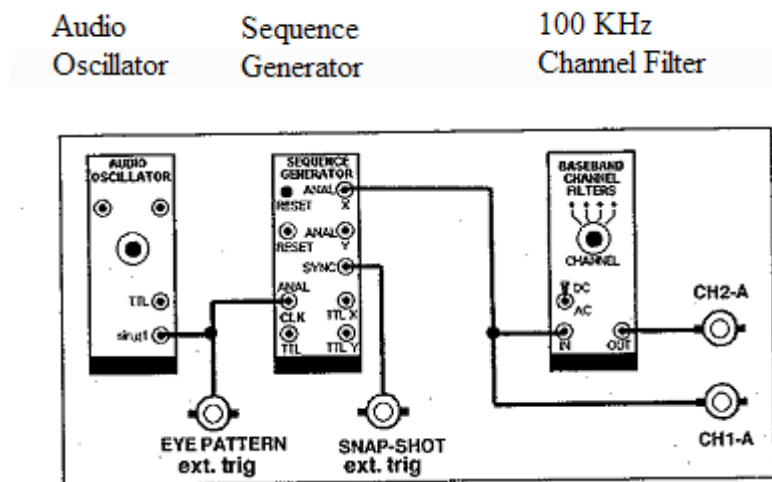 Audio
Oscillator
Sequence
Generator
100 KHz
Channel Filter
AUDIO
OSCILLATOR
TTL
SEQUENCE
GENERATOR
ANAL
X
RESET
ANAL
Y
RESET
SYNC
ANAL
CLK
TTL X
TTL
TTL Y
BASEBAND
CHANNEL
FILTERS
CHANNEL
DC
AC
IN
OUT
CH2-A
CH1-A
EYE PATTERN
ext. trig
SNAP-SHOT
ext. trig